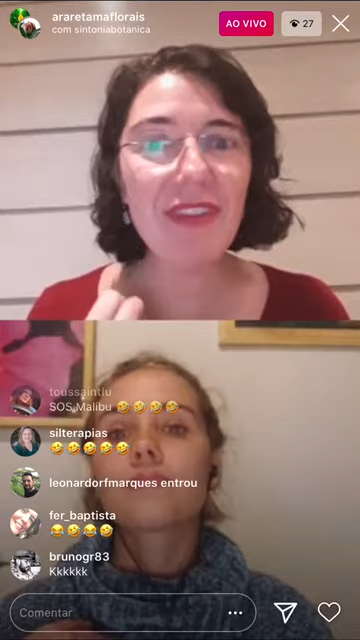 araretamaflorais
com sintoniabotanica
AO VIVO
27
toussaintlu
SOS Malibu 🤣🤣🤣🤣
silterapias
🤣🤣🤣🤣🤣
leonardorfmarques entrou
fer_baptista
😂🤣😂🤣
brunogr83
Kkkkkk
Comentar